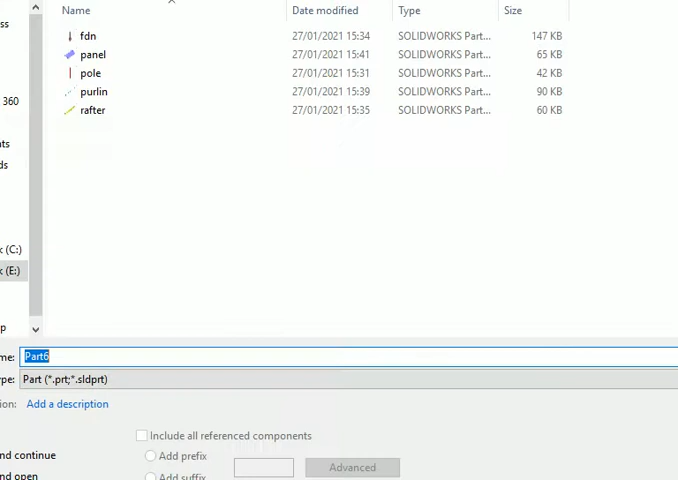 Name Date modified Type Size
ss
fdn 27/01/2021 15:34 SOLIDWORKS Part... 147 KB
panel 27/01/2021 15:41 SOLIDWORKS Part... 65 KB
pole 27/01/2021 15:31 SOLIDWORKS Part... 42 KB
purlin 27/01/2021 15:39 SOLIDWORKS Part... 90 KB
360
rafter 27/01/2021 15:35 SOLIDWORKS Part... 60 KB
nts
ds
k (C:)
k (E:)
p
me: Part6
pe: Part (*.prt;*.sldprt)
ion: Add a description
Include all referenced components
nd continue Add prefix
Advanced
nd open Add suffix